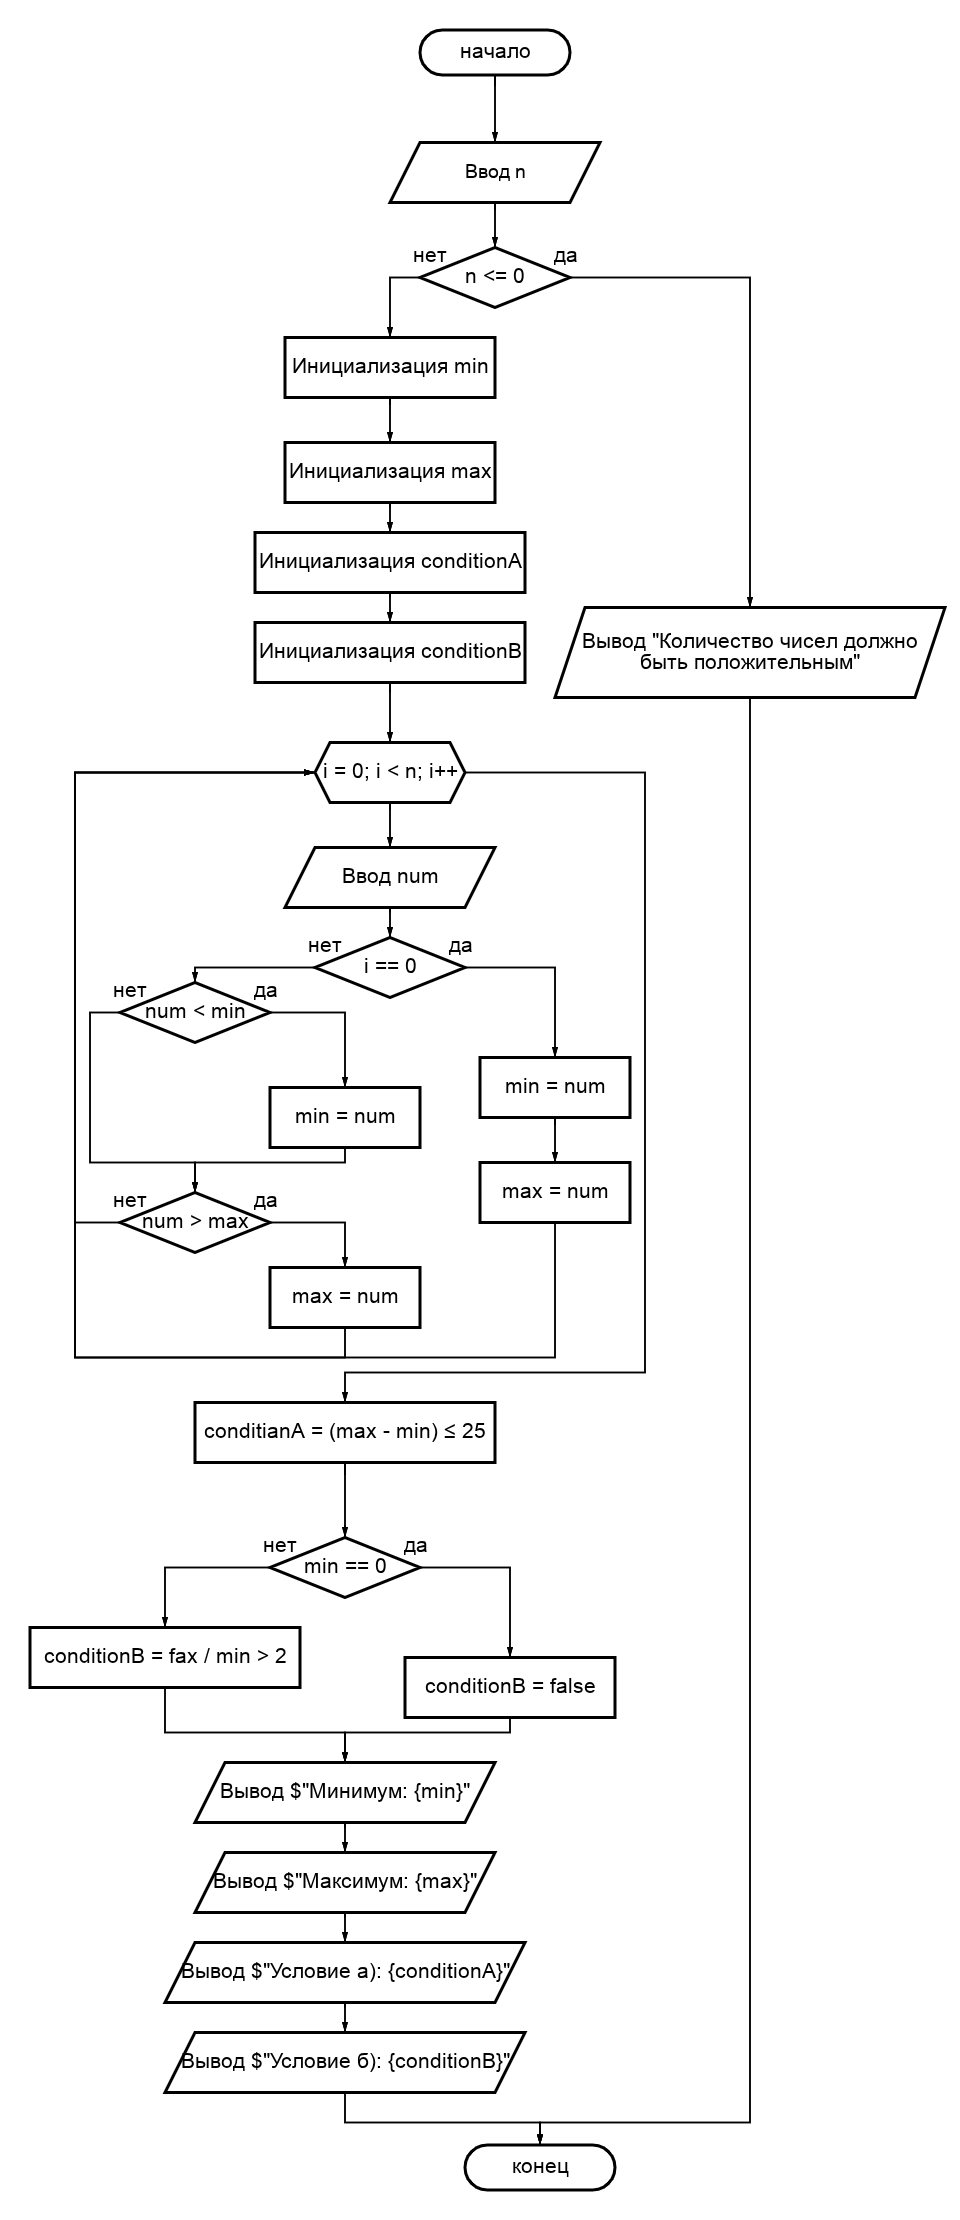 начало
Ввод n
нет
да
n <= 0
Инициализация min
Инициализация max
Инициализация conditionA
Инициализация conditionB
Вывод "Количество чисел должно
быть положительным"
i = 0; i < n; i++
Ввод num
нет
да
i == 0
нет
да
num < min
min = num
min = num
max = num
нет
да
num > max
max = num
conditianA = (max - min) ≤ 25
нет
да
min == 0
conditionB = fax / min > 2
conditionB = false
Вывод $"Минимум: {min}"
Вывод $"Максимум: {max}"
Вывод $"Условие а): {conditionA}"
Вывод $"Условие б): {conditionB}"
конец